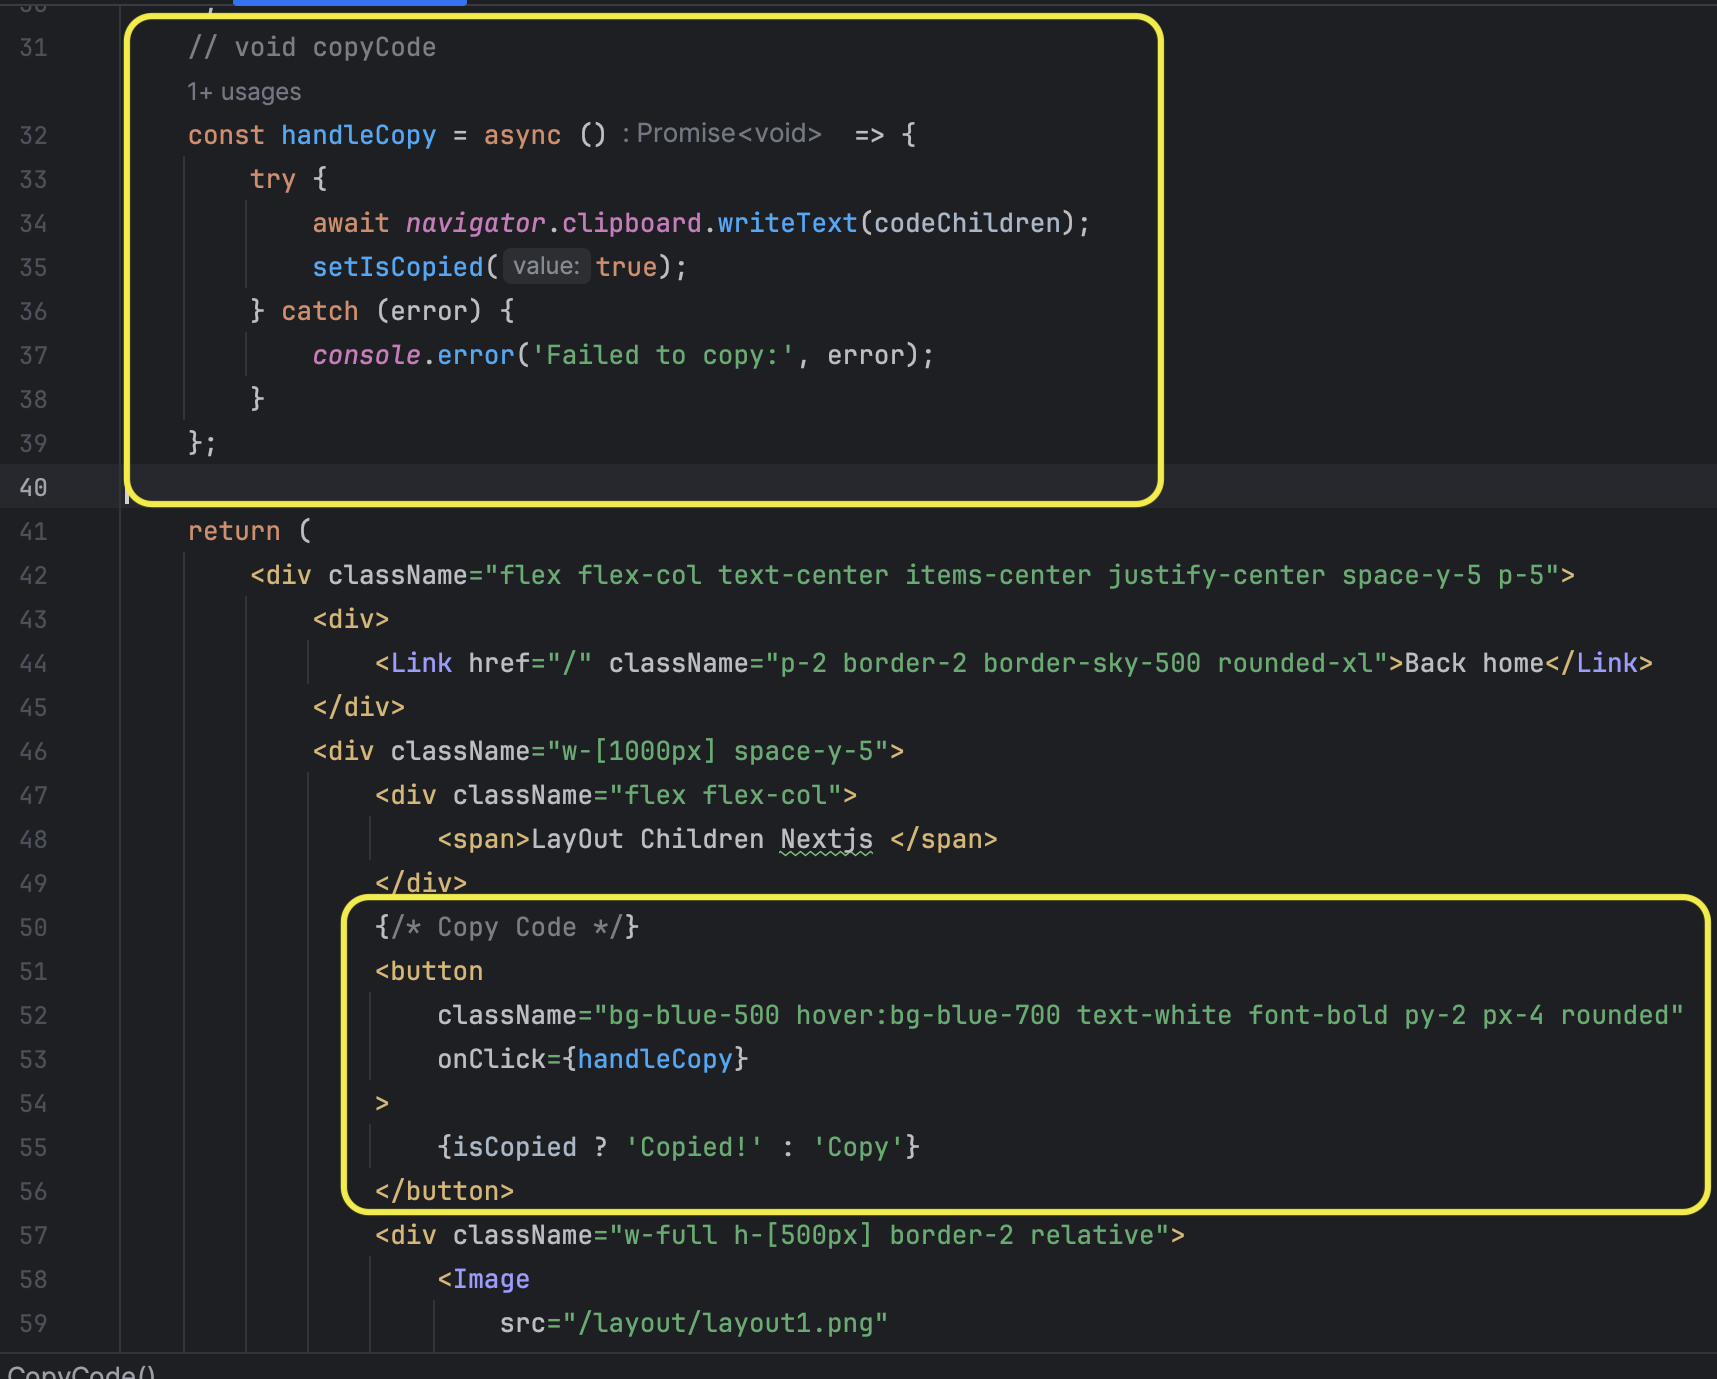 31 // void copyCode
1+ usages
32 const handleCopy = async () : Promise<void> => {
33 try {
34 await navigator.clipboard.writeText(codeChildren);
35 setIsCopied( value: true);
36 } catch (error) {
37 console.error('Failed to copy:', error);
38 }
39 };
40
41 return (
42 <div className="flex flex-col text-center items-center justify-center space-y-5 p-5">
43 <div>
44 <Link href="/" className="p-2 border-2 border-sky-500 rounded-xl">Back home</Link>
45 </div>
46 <div className="w-[1000px] space-y-5">
47 <div className="flex flex-col">
48 <span>LayOut Children Nextjs </span>
49 </div>
50 {/* Copy Code */}
51 <button
52 className="bg-blue-500 hover:bg-blue-700 text-white font-bold py-2 px-4 rounded"
53 onClick={handleCopy}
54 >
55 {isCopied ? 'Copied!' : 'Copy'}
56 </button>
57 <div className="w-full h-[500px] border-2 relative">
58 <Image
59 src="/layout/layout1.png"
CopyCode()